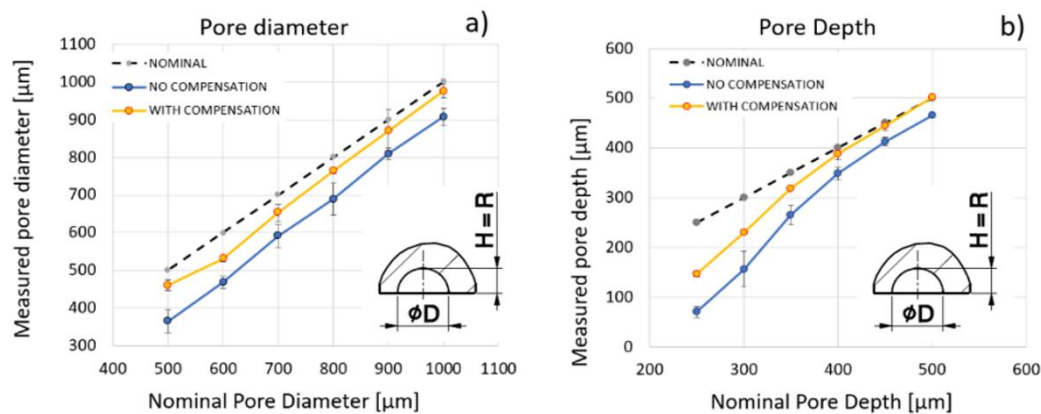 Pore diameter
a)
1100
1000
900
800
700
600
500
400
300
NOMINAL
NO COMPENSATION
WITH COMPENSATION
H = R
ϕD
400 500 600 700 800 900 1000 1100
Measured pore diameter [µm]
Nominal Pore Diameter [µm]
Pore Depth
b)
600
500
400
300
200
100
0
NOMINAL
NO COMPENSATION
WITH COMPENSATION
H = R
ϕD
200 300 400 500 600
Measured pore depth [µm]
Nominal Pore Depth [µm]